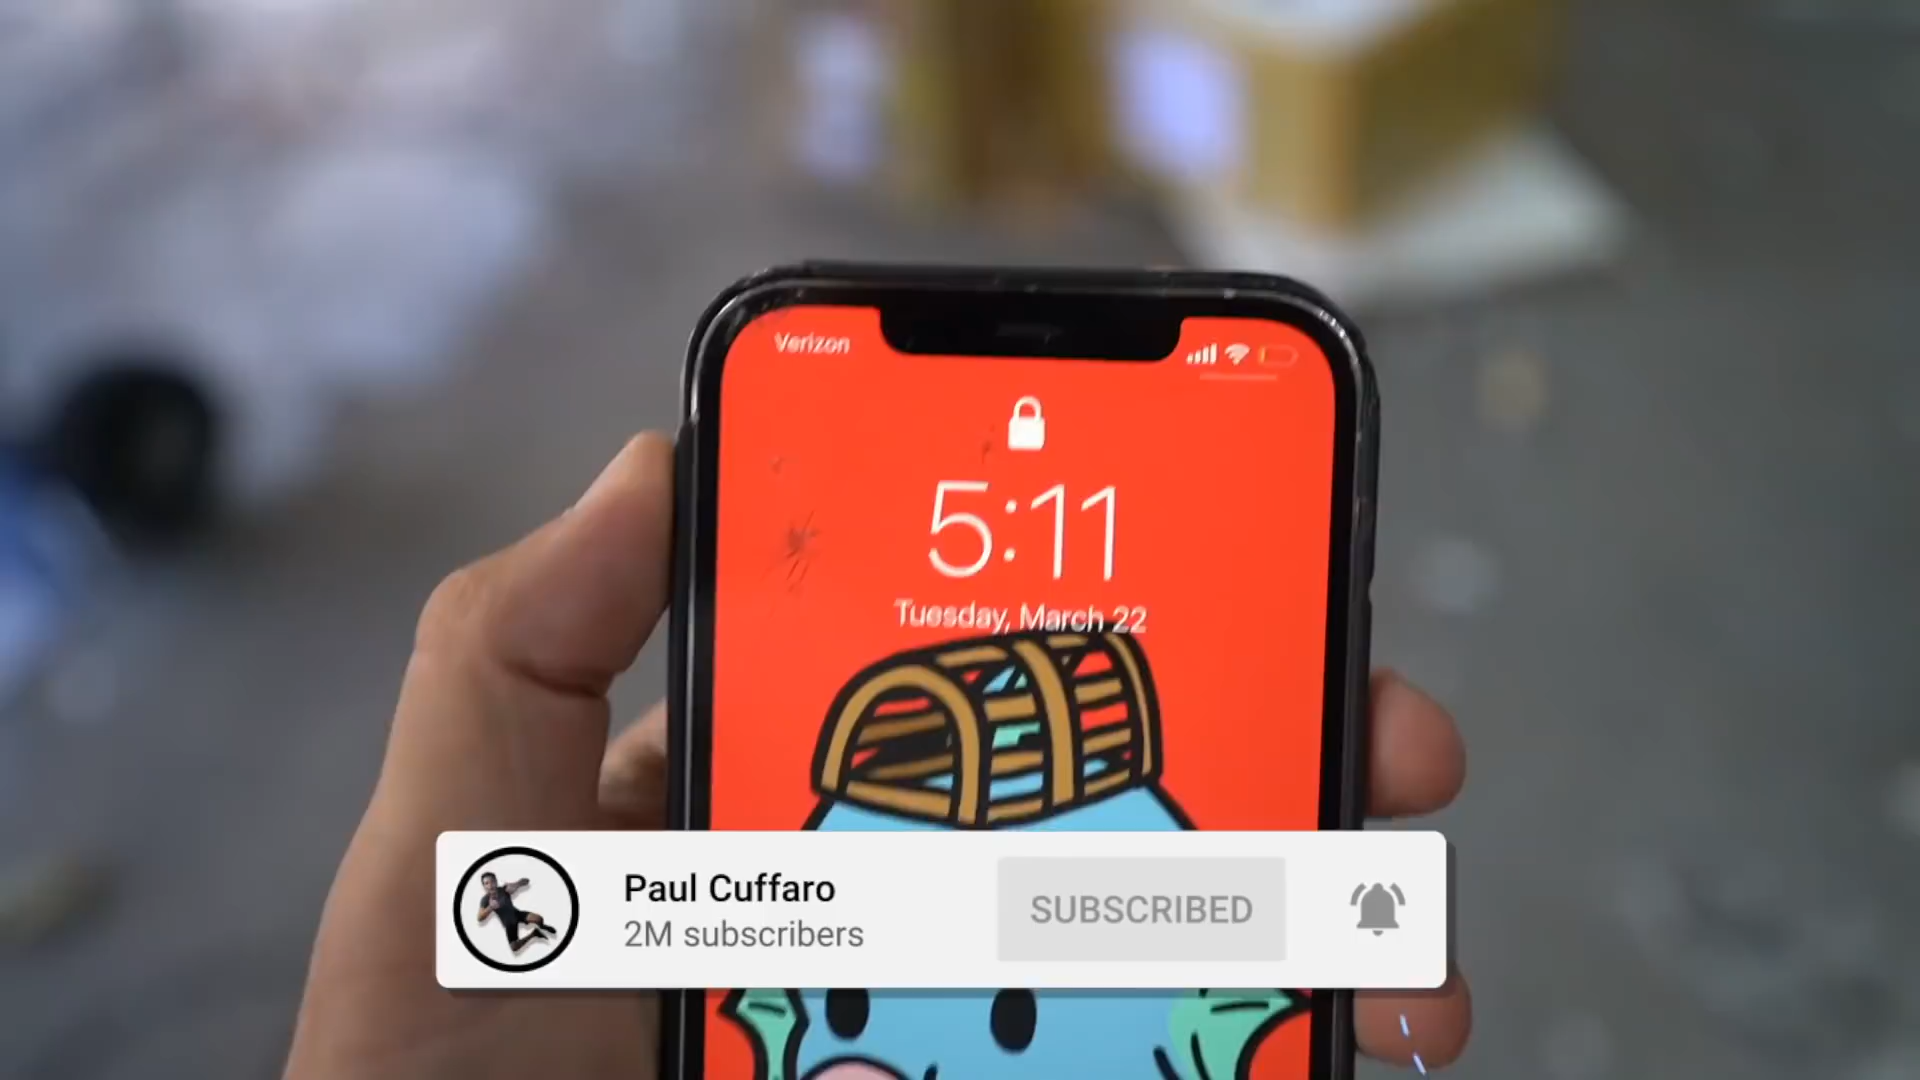 Verizon
5:11
Tuesday, March 22
Paul Cuffaro
2M subscribers
SUBSCRIBED